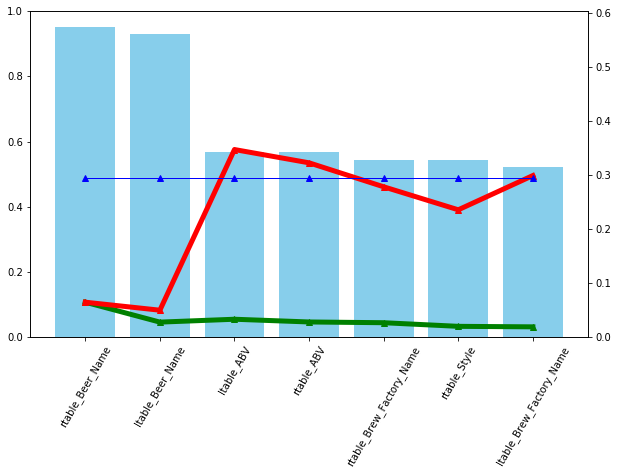 1.0
0.8
0.6
0.4
0.2
0.0
0.6
0.5
0.4
0.3
0.2
0.1
0.0
rtable_Beer_Name
ltable_Beer_Name
ltable_ABV
rtable_ABV
rtable_Brew_Factory_Name
rtable_Style
ltable_Brew_Factory_Name